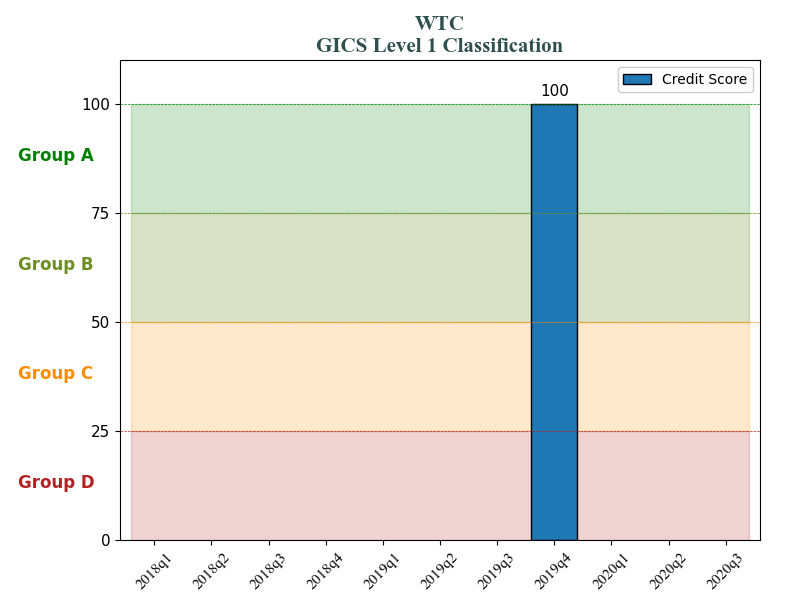 WTC
GICS Level 1 Classification
Credit Score
100
100
Group A
75
Group B
50
Group C
25
Group D
0
2018q1
2018q2
2018q3
2018q4
2019q1
2019q2
2019q3
2019q4
2020q1
2020q2
2020q3